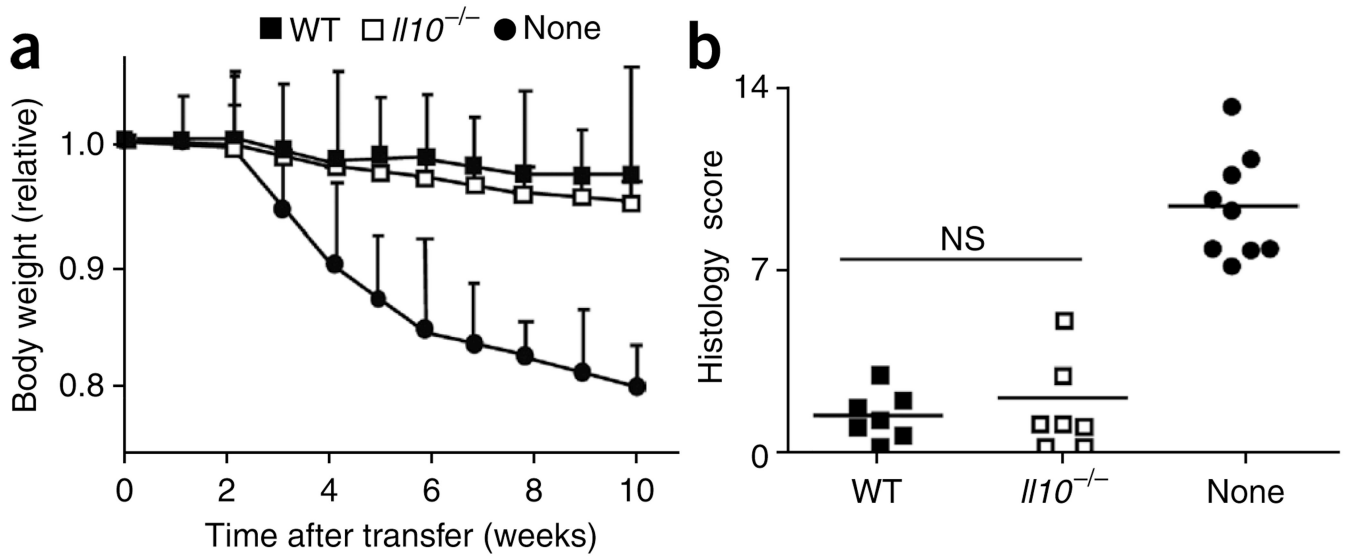 a
WT Il10–/– None
Body weight (relative)
1.0
0.9
0.8
0 2 4 6 8 10
Time after transfer (weeks)
b
Histology score
14
7
0
NS
WT Il10–/– None